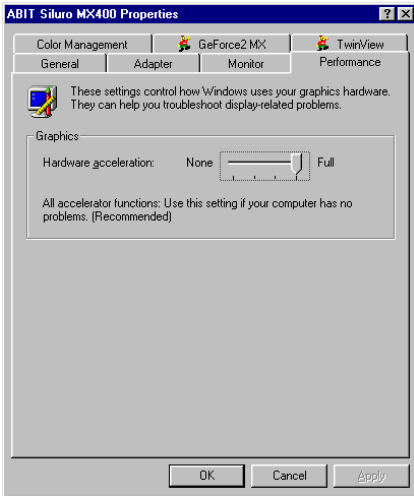 ABIT Siluro MX400 Properties
Color Management
GeForce2 MX
TwinView
General
Adapter
Monitor
Performance
These settings control how Windows uses your graphics hardware.
They can help you troubleshoot display-related problems.
Graphics
Hardware acceleration:
None
Full
All accelerator functions: Use this setting if your computer has no
problems. (Recommended)
OK
Cancel
Apply